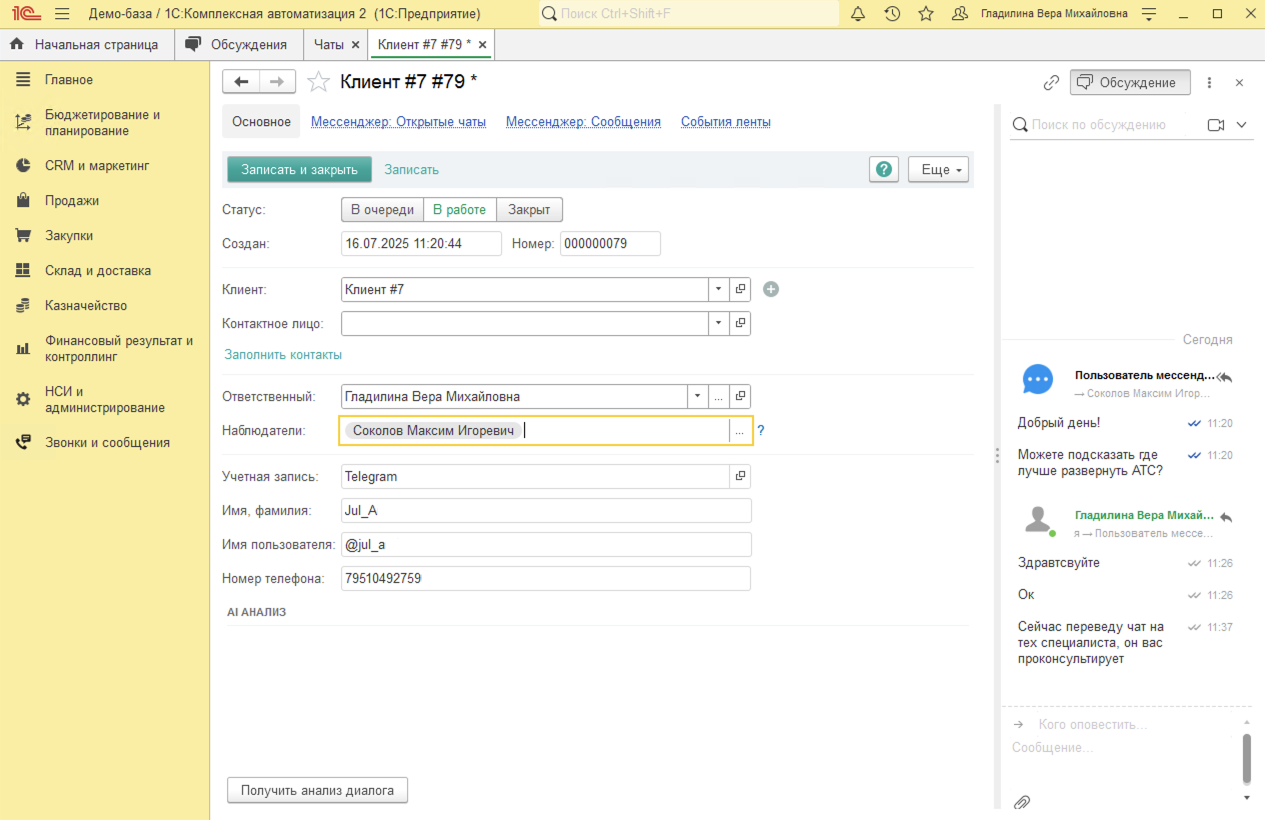 1С Демо-база / 1С:Комплексная автоматизация 2 (1С:Предприятие) Поиск Ctrl+Shift+F Гладилина Вера Михайловна
Начальная страница Обсуждения Чаты × Клиент #7 #79 * ×
Главное
Бюджетирование и
планирование
CRM и маркетинг
Продажи
Закупки
Склад и доставка
Казначейство
Финансовый результат и
контроллинг
НСИ и
администрирование
Звонки и сообщения
Клиент #7 #79 *
Основное Мессенджер: Открытые чаты Мессенджер: Сообщения События ленты
Записать и закрыть Записать ? Еще
Статус: В очереди В работе Закрыт
Создан: 16.07.2025 11:20:44 Номер: 000000079
Клиент: Клиент #7
Контактное лицо:
Заполнить контакты
Ответственный: Гладилина Вера Михайловна ...
Наблюдатели: Соколов Максим Игоревич ... ?
Учетная запись: Telegram
Имя, фамилия: Jul_A
Имя пользователя: @jul_a
Номер телефона: 79510492759
AI АНАЛИЗ
Получить анализ диалога
Обсуждение
Поиск по обсуждению
Сегодня
Пользователь мессенд...
→ Соколов Максим Игор...
Добрый день! 11:20
Можете подсказать где 11:20
лучше развернуть АТС?
Гладилина Вера Михай...
я → Пользователь мессе...
Здравтсвуйте 11:26
Ок 11:26
Сейчас переведу чат на 11:37
тех специалиста, он вас
проконсультирует
→ Кого оповестить...
Сообщение...